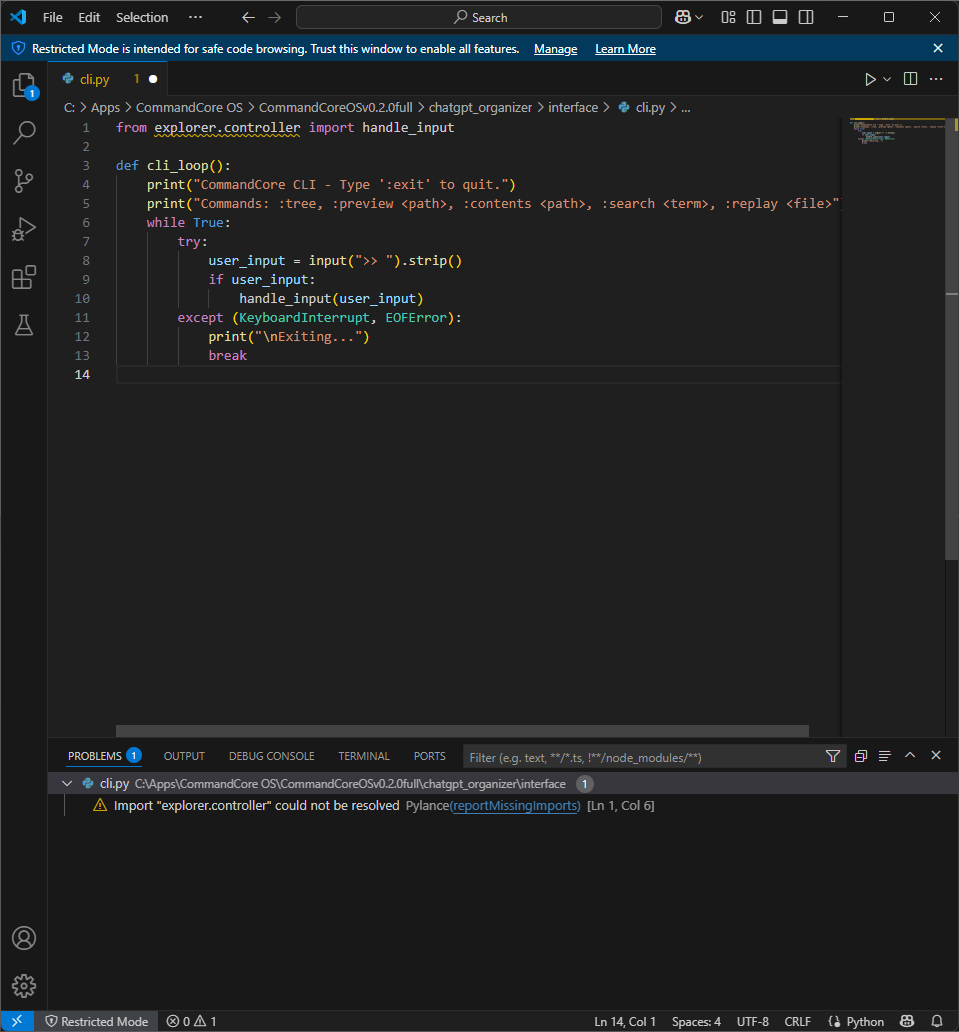 File Edit Selection ··· Search
Restricted Mode is intended for safe code browsing. Trust this window to enable all features. Manage Learn More
cli.py 1
C: > Apps > CommandCore OS > CommandCoreOSv0.2.0full > chatgpt_organizer > interface > cli.py > ...
1 from explorer.controller import handle_input
2
3 def cli_loop():
4 print("CommandCore CLI - Type ':exit' to quit.")
5 print("Commands: :tree, :preview <path>, :contents <path>, :search <term>, :replay <file>"
6 while True:
7 try:
8 user_input = input(">> ").strip()
9 if user_input:
10 handle_input(user_input)
11 except (KeyboardInterrupt, EOFError):
12 print("\nExiting...")
13 break
14
1
PROBLEMS 1 OUTPUT DEBUG CONSOLE TERMINAL PORTS Filter (e.g. text, **/*.ts, !**/node_modules/**)
cli.py C:\Apps\CommandCore OS\CommandCoreOSv0.2.0full\chatgpt_organizer\interface 1
Import "explorer.controller" could not be resolved Pylance(reportMissingImports) [Ln 1, Col 6]
Restricted Mode 0 1 Ln 14, Col 1 Spaces: 4 UTF-8 CRLF Python